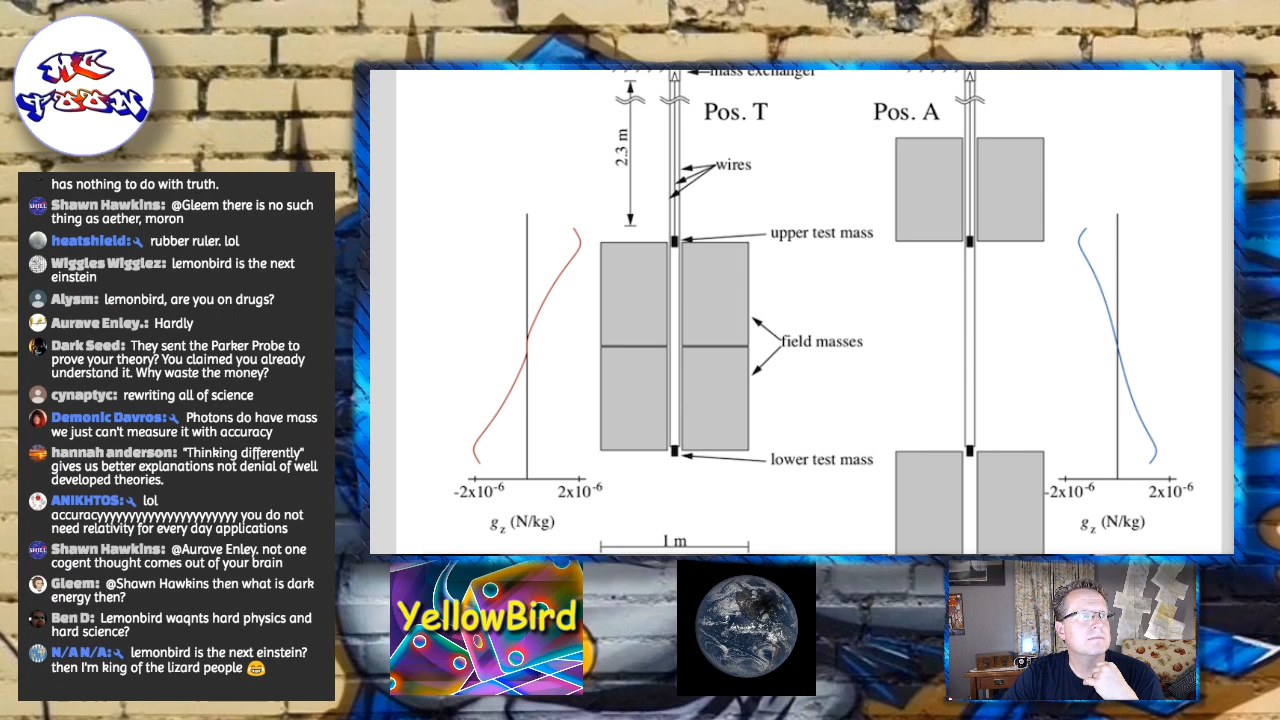 MC
TOON
has nothing to do with truth.
Shawn Hawkins: @Gleem there is no such
thing as aether, moron
heatshield: rubber ruler. lol
Wiggles Wigglez: lemonbird is the next
einstein
Alysm: lemonbird, are you on drugs?
Aurave Enley.: Hardly
Dark Seed: They sent the Parker Probe to
prove your theory? You claimed you already
understand it. Why waste the money?
cynaptyc: rewriting all of science
Demonic Davros: Photons do have mass
we just can't measure it with accuracy
hannah anderson: "Thinking differently"
gives us better explanations not denial of well
developed theories.
ANIKHTOS: lol
accuracyyyyyyyyyyyyyyyyyyyy you do not
need relativity for every day applications
Shawn Hawkins: @Aurave Enley. not one
cogent thought comes out of your brain
Gleem: @Shawn Hawkins then what is dark
energy then?
Ben D: Lemonbird waqnts hard physics and
hard science?
N/A N/A: lemonbird is the next einstein?
then I'm king of the lizard people 😂
mass exchanger
Pos. T
Pos. A
2.3 m
wires
upper test mass
field masses
lower test mass
-2x10⁻⁶ 2x10⁻⁶
g_z (N/kg)
1 m
-2x10⁻⁶ 2x10⁻⁶
g_z (N/kg)
YellowBird